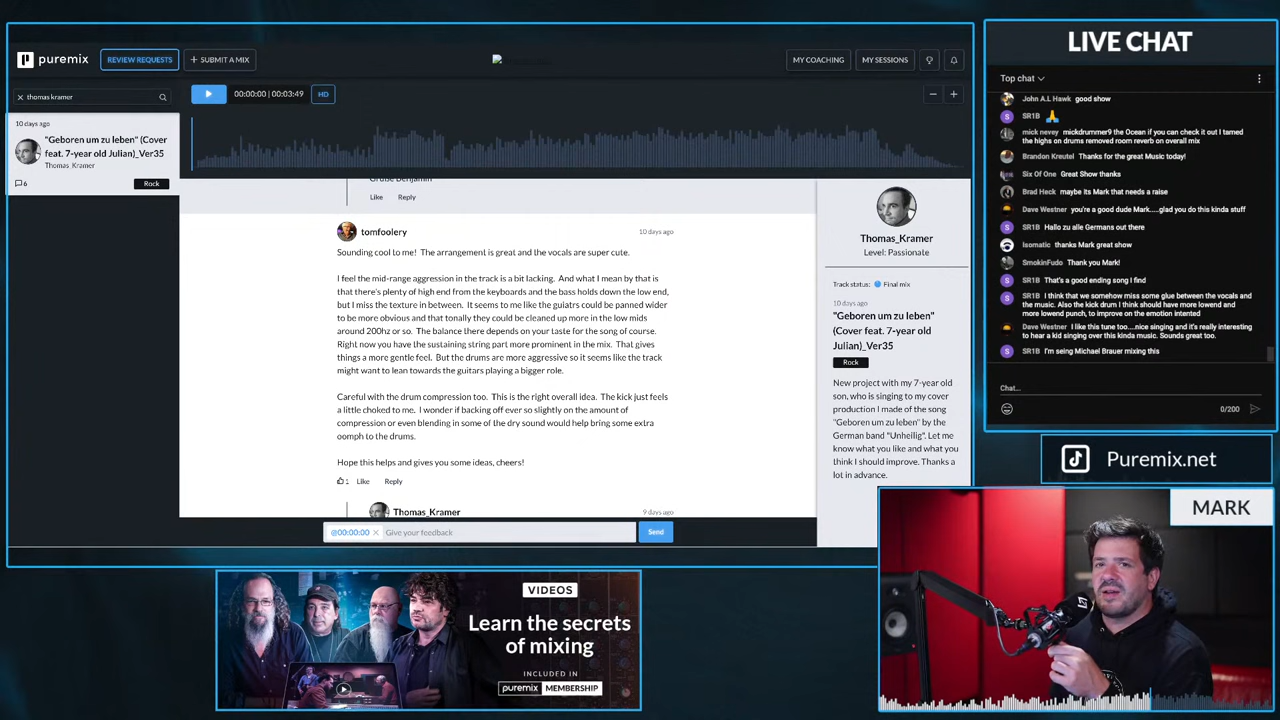 puremix
REVIEW REQUESTS
+ SUBMIT A MIX
MY COACHING
MY SESSIONS
thomas kramer
00:00:00 | 00:03:49
HD
10 days ago
"Geboren um zu leben" (Cover
feat. 7-year old Julian)_Ver35
Thomas_Kramer
6
Rock
Grüße Benjamin
Like Reply
tomfoolery
10 days ago
Sounding cool to me! The arrangement is great and the vocals are super cute.
I feel the mid-range aggression in the track is a bit lacking. And what I mean by that is
that there's plenty of high end from the keyboards and the bass holds down the low end,
but I miss the texture in between. It seems to me like the guiatrs could be panned wider
to be more obvious and that tonally they could be cleaned up more in the low mids
around 200hz or so. The balance there depends on your taste for the song of course.
Right now you have the sustaining string part more prominent in the mix. That gives
things a more gentle feel. But the drums are more aggressive so it seems like the track
might want to lean towards the guitars playing a bigger role.
Careful with the drum compression too. This is the right overall idea. The kick just feels
a little choked to me. I wonder if backing off ever so slightly on the amount of
compression or even blending in some of the dry sound would help bring some extra
oomph to the drums.
Hope this helps and gives you some ideas, cheers!
1 Like Reply
Thomas_Kramer
9 days ago
@00:00:00 × Give your feedback
Send
Thomas_Kramer
Level: Passionate
Track status: Final mix
10 days ago
"Geboren um zu leben"
(Cover feat. 7-year old
Julian)_Ver35
Rock
New project with my 7-year old
son, who is singing to my cover
production I made of the song
"Geboren um zu leben" by the
German band "Unheilig". Let me
know what you like and what you
think I should improve. Thanks a
lot in advance.
LIVE CHAT
Top chat
John A.L Hawk good show
SR1B 🙏
mick nevey mickdrummer9 the Ocean if you can check it out I tamed
the highs on drums removed room reverb on overall mix
Brandon Kreutel Thanks for the great Music today!
Six Of One Great Show thanks
Brad Heck maybe its Mark that needs a raise
Dave Westner you're a good dude Mark.....glad you do this kinda stuff
SR1B Hallo zu alle Germans out there
Isomatic thanks Mark great show
SmokinFudo Thank you Mark!
SR1B That's a good ending song I find
SR1B I think that we somehow miss some glue between the vocals and
the music. Also the kick drum I think should have more lowend and
more lowend punch, to improve on the emotion intented
Dave Westner I like this tune too....nice singing and it's really interesting
to hear a kid singing over this kinda music. Sounds great too.
SR1B I'm seing Michael Brauer mixing this
Chat...
0/200
Puremix.net
MARK
VIDEOS
Learn the secrets
of mixing
INCLUDED IN
puremix MEMBERSHIP